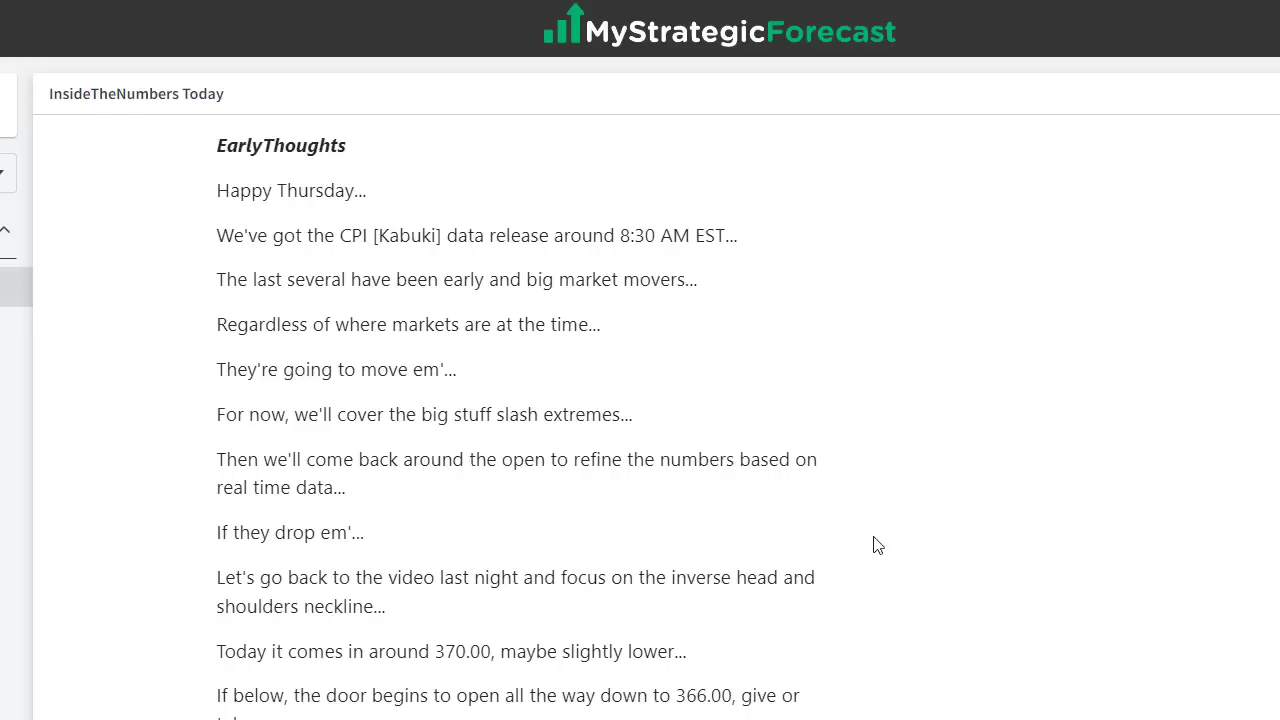 MyStrategicForecast
InsideTheNumbers Today
EarlyThoughts
Happy Thursday...
We've got the CPI [Kabuki] data release around 8:30 AM EST...
The last several have been early and big market movers...
Regardless of where markets are at the time...
They're going to move em'...
For now, we'll cover the big stuff slash extremes...
Then we'll come back around the open to refine the numbers based on
real time data...
If they drop em'...
Let's go back to the video last night and focus on the inverse head and
shoulders neckline...
Today it comes in around 370.00, maybe slightly lower...
If below, the door begins to open all the way down to 366.00, give or